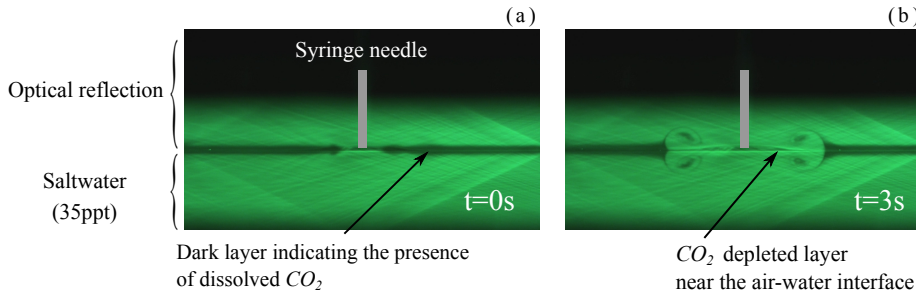 (a)
(b)
Syringe needle
Optical reflection
Saltwater
(35ppt)
t=0s
t=3s
Dark layer indicating the presence
of dissolved CO2
CO2 depleted layer
near the air-water interface